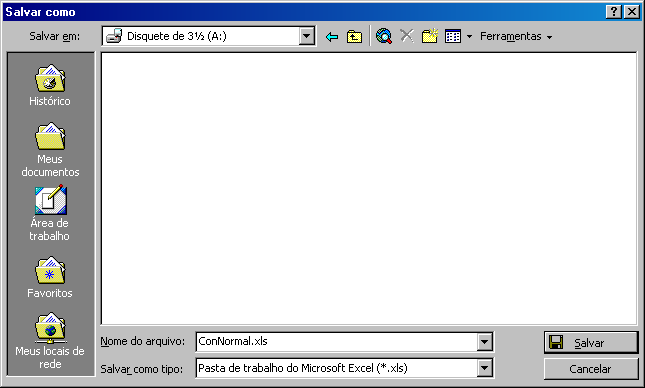 Salvar como
Salvar em:
Disquete de 3½ (A:)
Ferramentas
Histórico
Meus
documentos
Área de
trabalho
Favoritos
Meus locais de
rede
Nome do arquivo:
ConNormal.xls
Salvar
Salvar como tipo:
Pasta de trabalho do Microsoft Excel (*.xls)
Cancelar